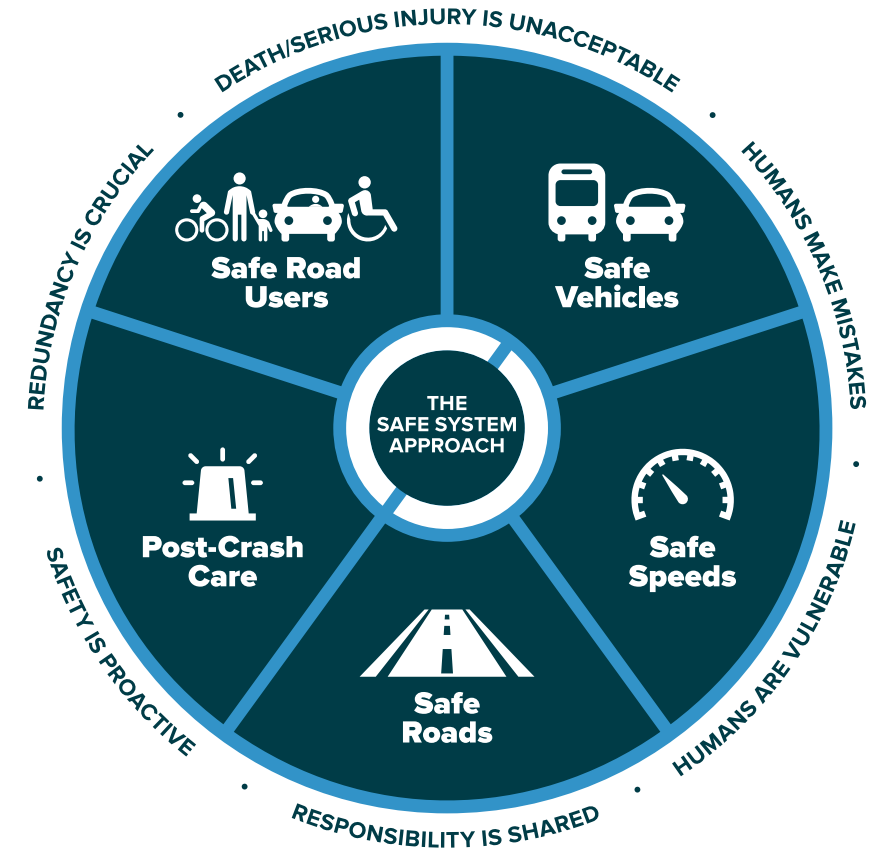 DEATH/SERIOUS INJURY IS UNACCEPTABLE
HUMANS MAKE MISTAKES
HUMANS ARE VULNERABLE
RESPONSIBILITY IS SHARED
SAFETY IS PROACTIVE
REDUNDANCY IS CRUCIAL
Safe Road
Users
Safe
Vehicles
Safe
Speeds
Safe
Roads
Post-Crash
Care
THE
SAFE SYSTEM
APPROACH